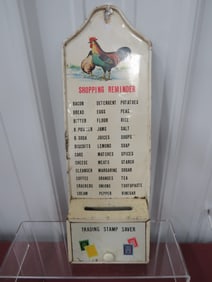 SHOPPING REMINDER
BACON DETERGENT POTATOES
BREAD EGGS PEAS
BUTTER FLOUR RICE
B. POWDER JAMS SALT
B. SODA JUICES SOUPS
BISCUITS LEMONS SOAP
CAKE MATCHES SPICES
CHEESE MEATS STARCH
CLEANSER MARGARINE SUGAR
COFFEE ORANGES TEA
CRACKERS ONIONS TOOTHPASTE
CREAM PEPPER VINEGAR
TRADING STAMP SAVER